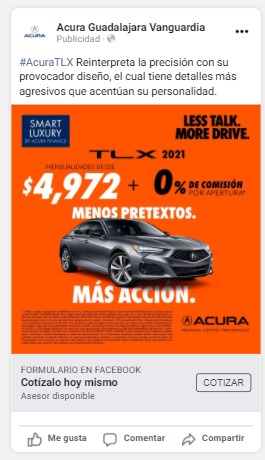 Acura Guadalajara Vanguardia
Publicidad ·
#AcuraTLX Reinterpreta la precisión con su
provocador diseño, el cual tiene detalles más
agresivos que acentúan su personalidad.
SMART
LUXURY
BY ACURA FINANCE
LESS TALK.
MORE DRIVE.
TLX 2021
MENSUALIDADES DESDE
$4,972 + 0% DE COMISIÓN
POR APERTURA*
MENOS PRETEXTOS.
MÁS ACCIÓN.
ACURA
PRECISION CRAFTED PERFORMANCE
FORMULARIO EN FACEBOOK
Cotízalo hoy mismo
Asesor disponible
COTIZAR
Me gusta
Comentar
Compartir